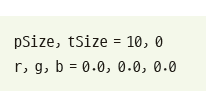 pSize, tSize = 10, 0
r, g, b = 0.0, 0.0, 0.0